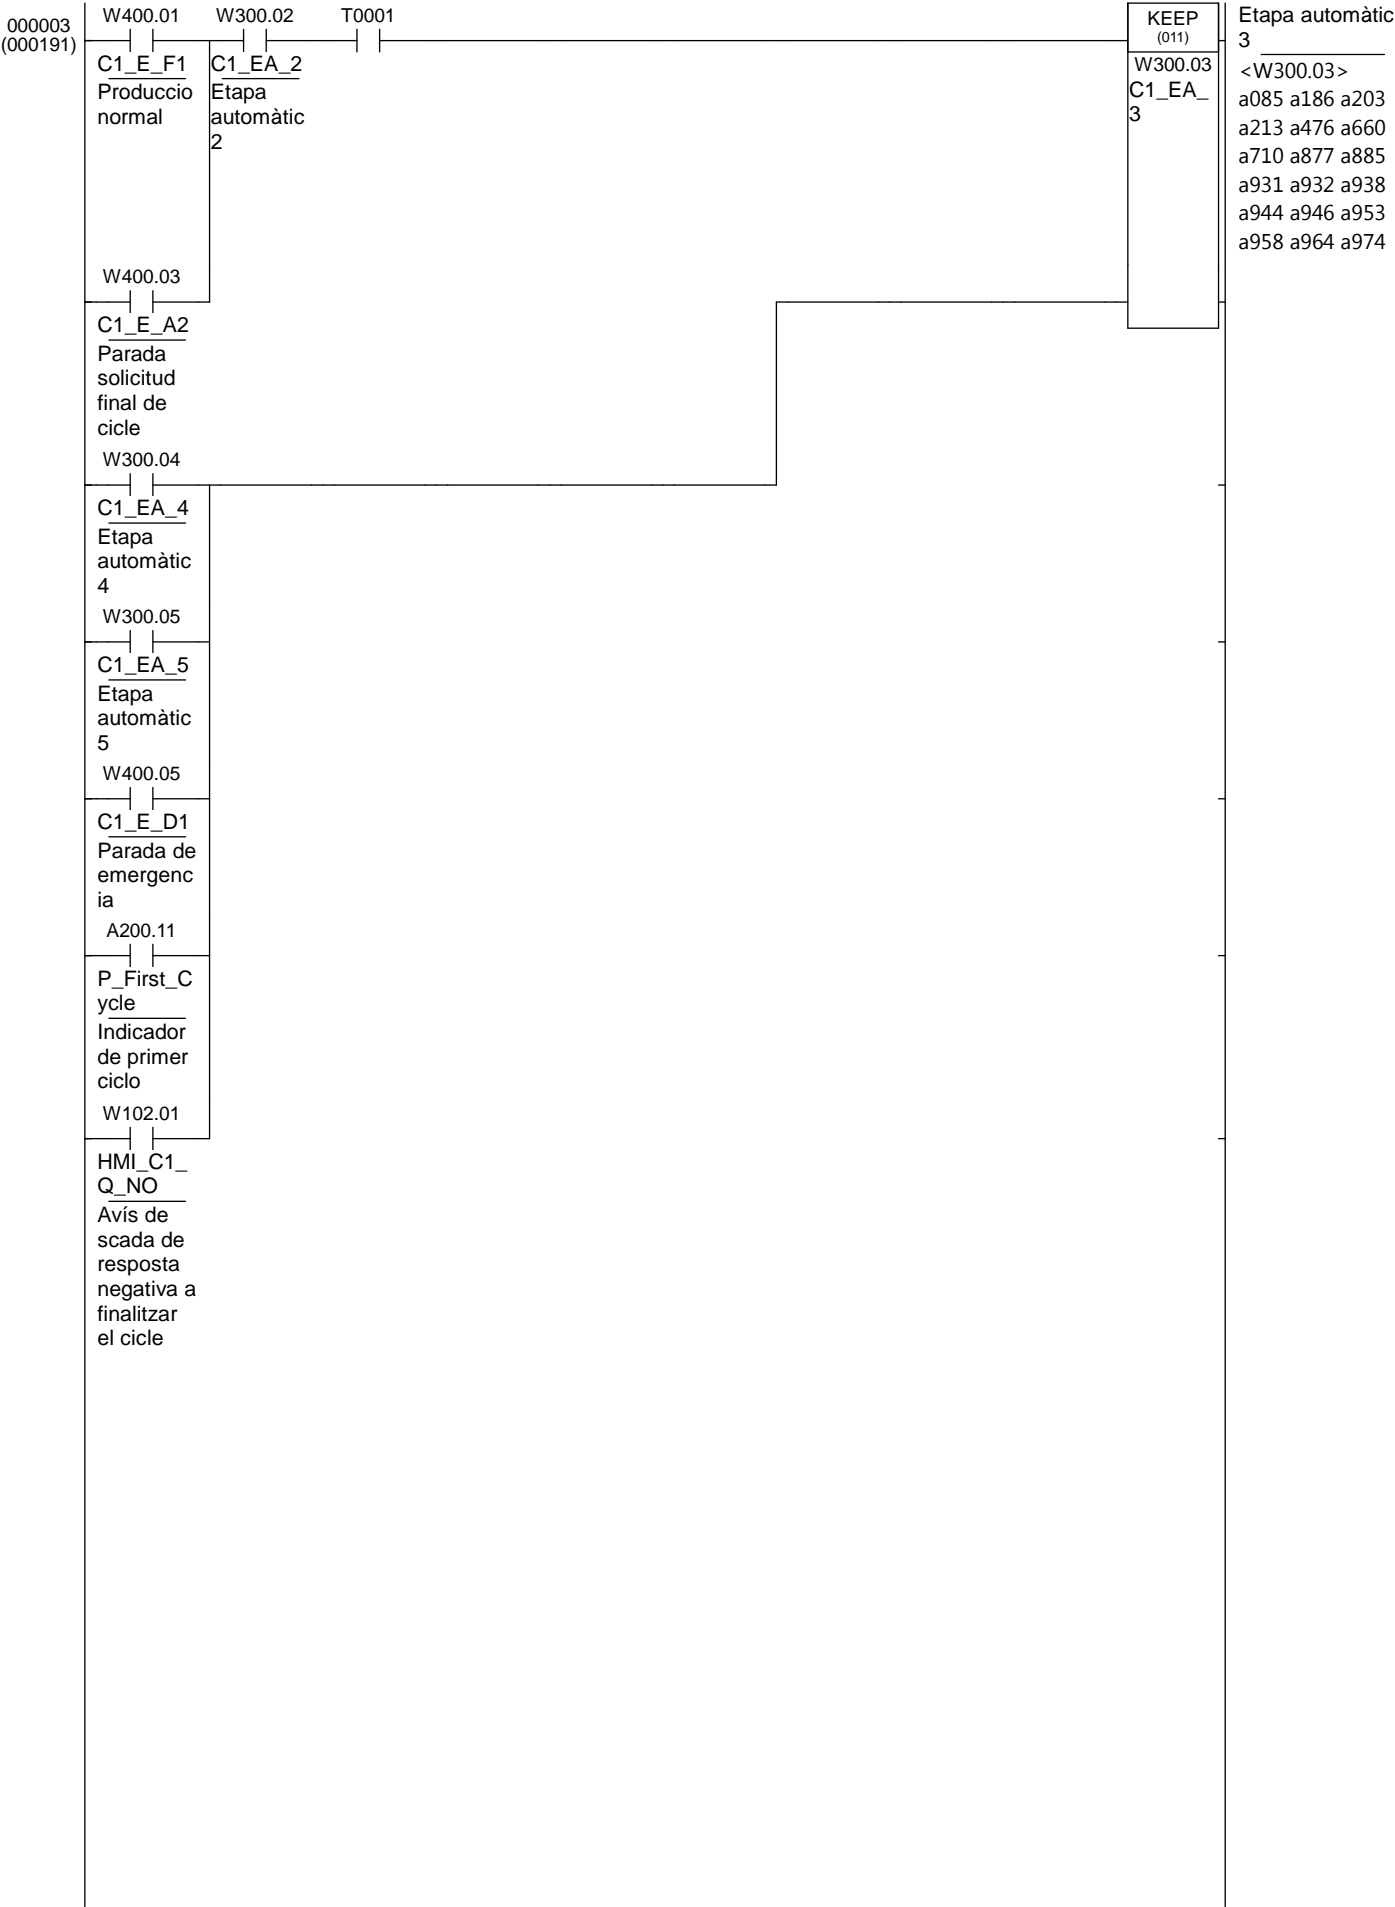 000003
(000191)
W400.01
W300.02
T0001
C1_E_F1
Produccio
normal
C1_EA_2
Etapa
automàtic
2
KEEP
(011)
W300.03
C1_EA_
3
Etapa automàtic
3
<W300.03>
a085 a186 a203
a213 a476 a660
a710 a877 a885
a931 a932 a938
a944 a946 a953
a958 a964 a974
W400.03
C1_E_A2
Parada
solicitud
final de
cicle
W300.04
C1_EA_4
Etapa
automàtic
4
W300.05
C1_EA_5
Etapa
automàtic
5
W400.05
C1_E_D1
Parada de
emergenc
ia
A200.11
P_First_C
ycle
Indicador
de primer
ciclo
W102.01
HMI_C1_
Q_NO
Avís de
scada de
resposta
negativa a
finalitzar
el cicle